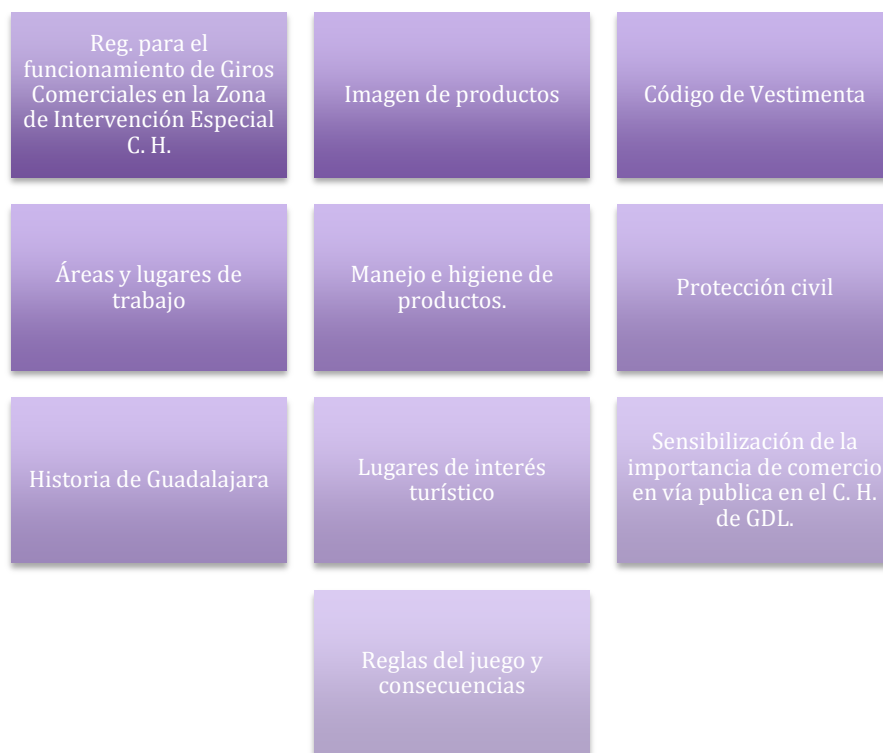 Reg. para el
funcionamiento de Giros
Comerciales en la Zona
de Intervención Especial
C. H.
Imagen de productos
Código de Vestimenta
Áreas y lugares de
trabajo
Manejo e higiene de
productos.
Protección civil
Historia de Guadalajara
Lugares de interés
turístico
Sensibilización de la
importancia de comercio
en vía publica en el C. H.
de GDL.
Reglas del juego y
consecuencias